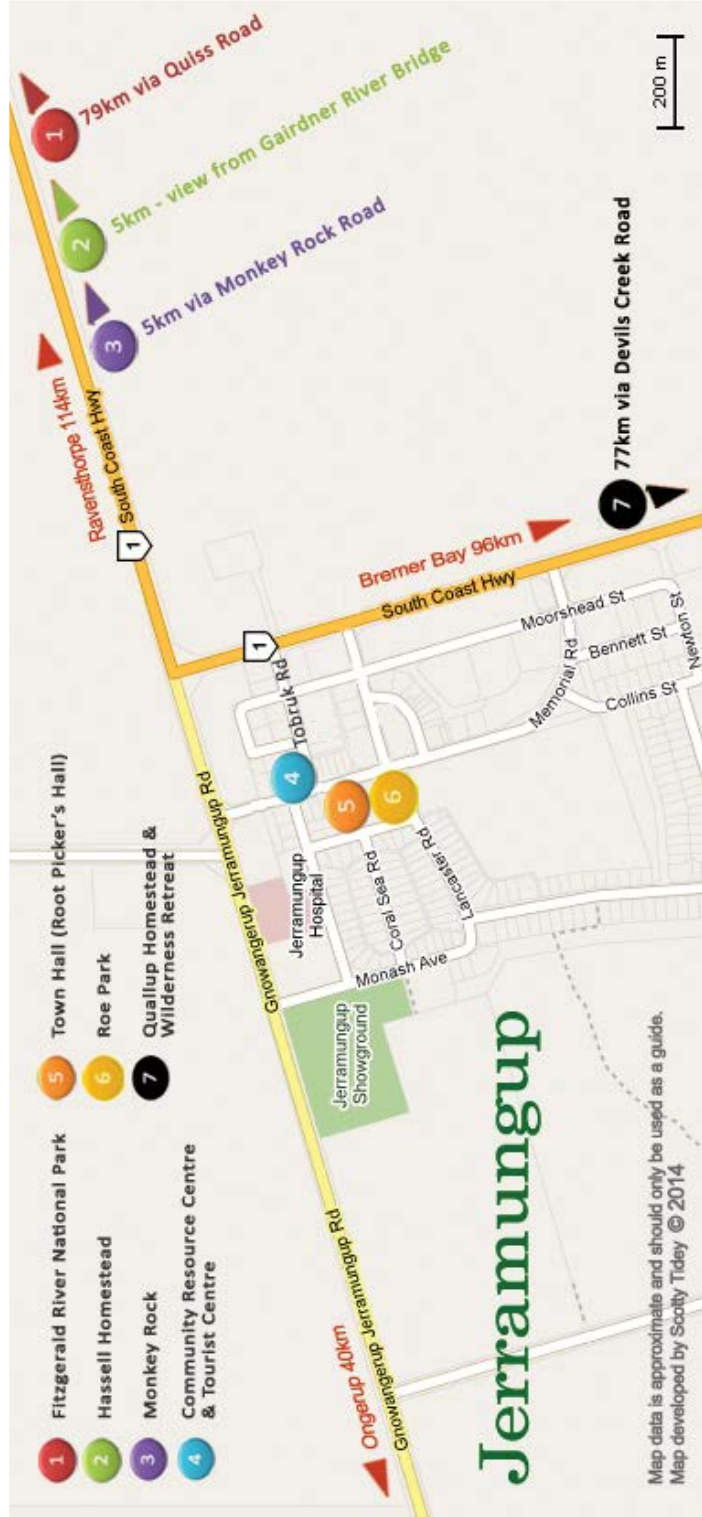 1 Fitzgerald River National Park
2 Hassell Homestead
3 Monkey Rock
4 Community Resource Centre
& Tourist Centre
5 Town Hall (Root Picker's Hall)
6 Roe Park
7 Quallup Homestead &
Wilderness Retreat
Ravensthorpe 114km
South Coast Hwy
1
1
79km via Quiss Road
2
5km - view from Gairdner River Bridge
3
5km via Monkey Rock Road
Gnowangerup Jerramungup Rd
1
Tobruk Rd
4
5
6
Jerramungup
Hospital
Coral Sea Rd
Lancaster Rd
Monash Ave
Jerramungup
Showground
Bremer Bay 96km
South Coast Hwy
Moorshead St
Memorial Rd
Bennett St
Collins St
Newton St
7
77km via Devils Creek Road
200 m
Ongerup 40km
Gnowangerup Jerramungup Rd
Jerramungup
Map data is approximate and should only be used as a guide.
Map developed by Scotty Tidey © 2014